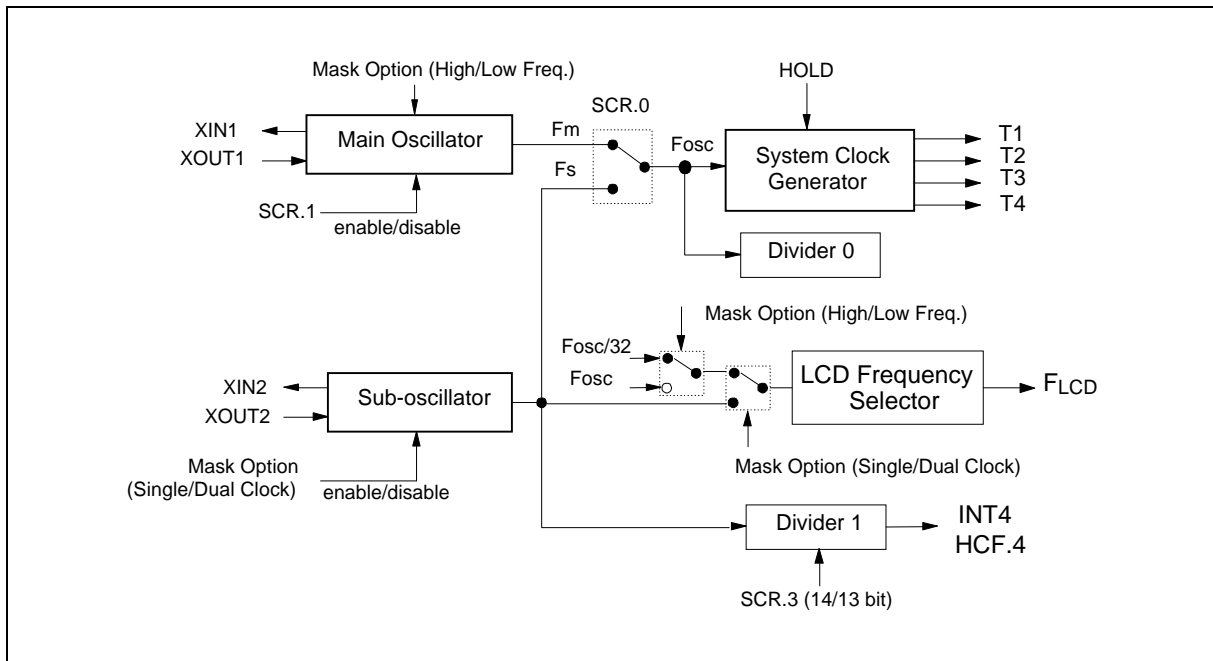 Mask Option (High/Low Freq.)
HOLD
SCR.0
XIN1
XOUT1
Main Oscillator
Fm
Fosc
System Clock
Generator
T1
T2
T3
T4
Fs
SCR.1
enable/disable
Divider 0
Mask Option (High/Low Freq.)
Fosc/32
Fosc
XIN2
XOUT2
Sub-oscillator
LCD Frequency
Selector
FLCD
Mask Option
(Single/Dual Clock)
enable/disable
Mask Option (Single/Dual Clock)
Divider 1
INT4
HCF.4
SCR.3 (14/13 bit)